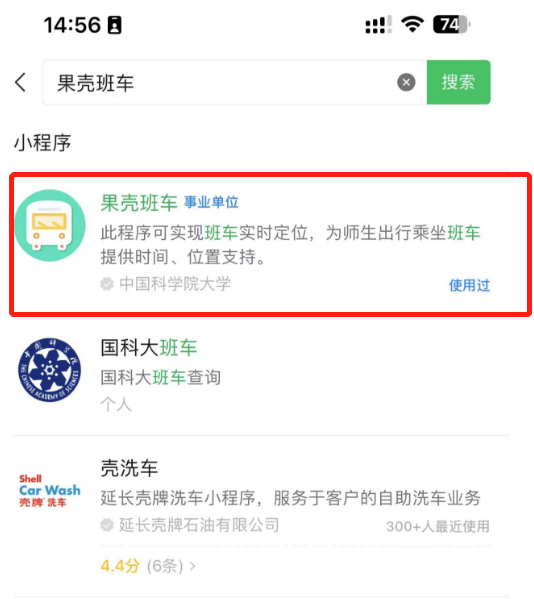 14:56
74
果壳班车
搜索
小程序
果壳班车 事业单位
此程序可实现班车实时定位，为师生出行乘坐班车
提供时间、位置支持。
中国科学院大学
使用过
国科大班车
国科大班车查询
个人
Shell
Car Wash
壳牌洗车
壳洗车
延长壳牌洗车小程序，服务于客户的自助洗车业务
延长壳牌石油有限公司
300+人最近使用
4.4分 (6条) >